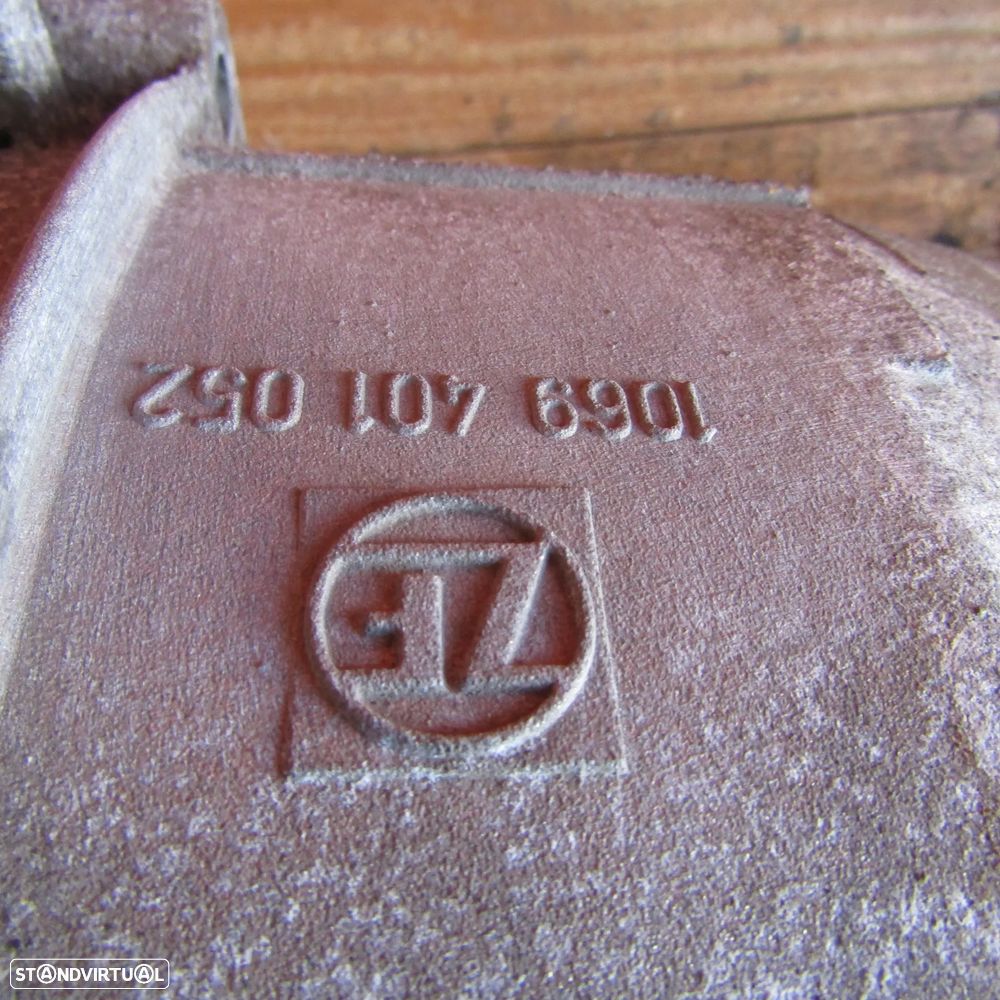 1069 401 052
ZF
STANDVIRTUAL